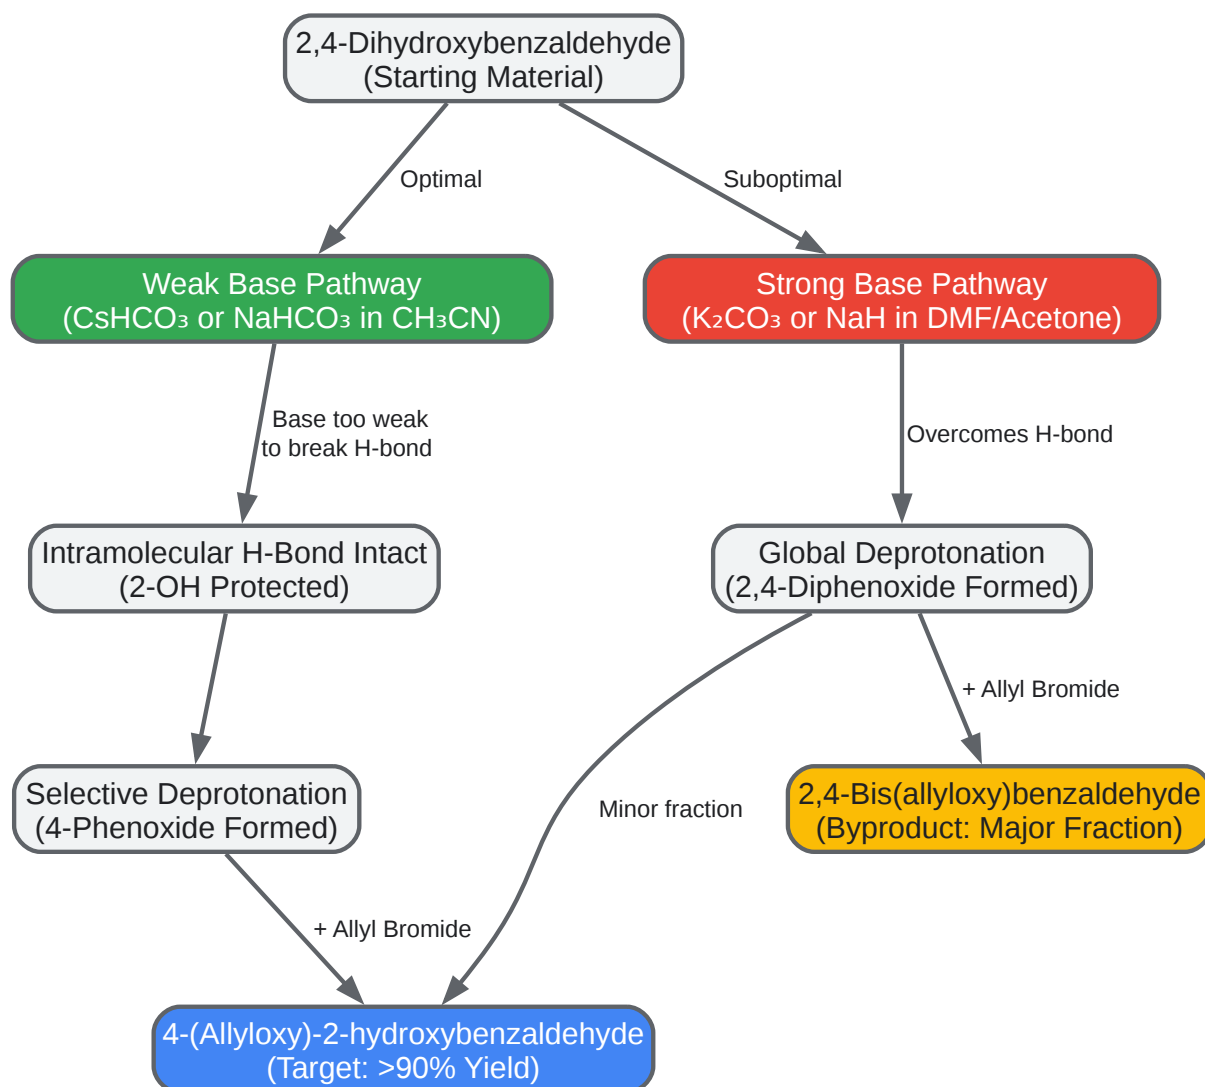 2,4-Dihydroxybenzaldehyde
(Starting Material)
Optimal
Suboptimal
Weak Base Pathway
(CsHCO₃ or NaHCO₃ in CH₃CN)
Strong Base Pathway
(K₂CO₃ or NaH in DMF/Acetone)
Base too weak
to break H-bond
Overcomes H-bond
Intramolecular H-Bond Intact
(2-OH Protected)
Global Deprotonation
(2,4-Diphenoxide Formed)
+ Allyl Bromide
Selective Deprotonation
(4-Phenoxide Formed)
Minor fraction
2,4-Bis(allyloxy)benzaldehyde
(Byproduct: Major Fraction)
+ Allyl Bromide
4-(Allyloxy)-2-hydroxybenzaldehyde
(Target: >90% Yield)